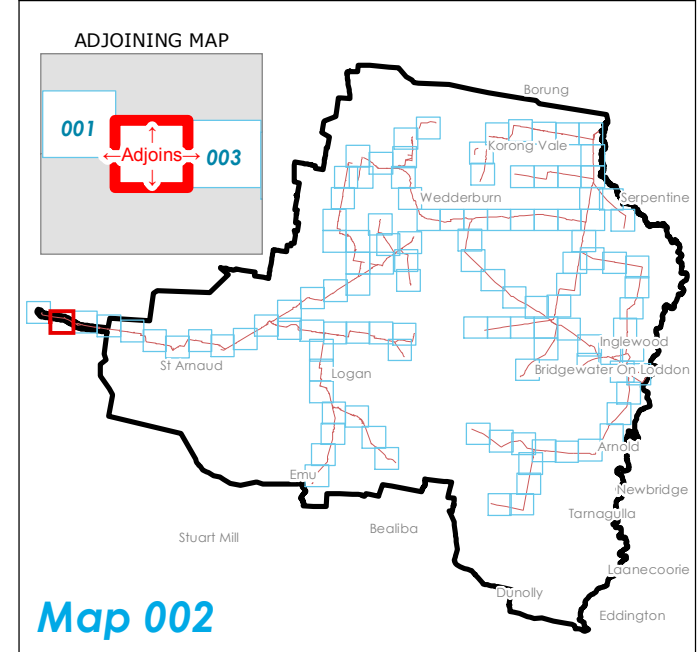 ADJOINING MAP
001
Adjoins
003
Borung
Korong Vale
Wedderburn
Serpentine
Inglewood
St Arnaud
Bridgewater On Loddon
Logan
Arnold
Emu
Newbridge
Tarnagulla
Bealiba
Stuart Mill
Laanecoorie
Dunolly
Eddington
Map 002